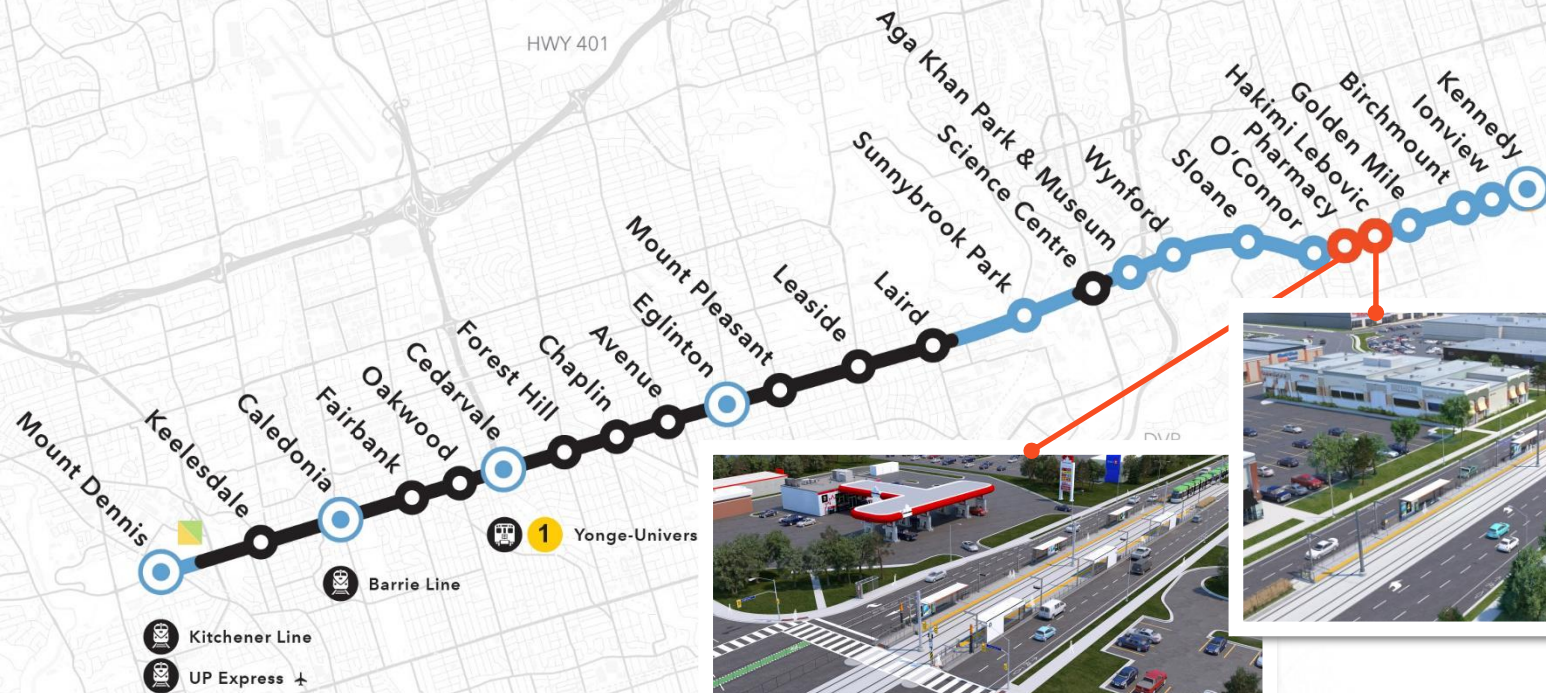 HWY 401
Mount Dennis
Keelesdale
Caledonia
Fairbank
Oakwood
Cedarvale
Forest Hill
Chaplin
Avenue
Eglinton
Mount Pleasant
Leaside
Laird
Sunnybrook Park
Science Centre
Aga Khan Park & Museum
Wynford
Sloane
O'Connor
Pharmacy
Hakimi Lebovic
Golden Mile
Birchmount
Ionview
Kennedy
DVP
1 Yonge-Univers
Barrie Line
Kitchener Line
UP Express